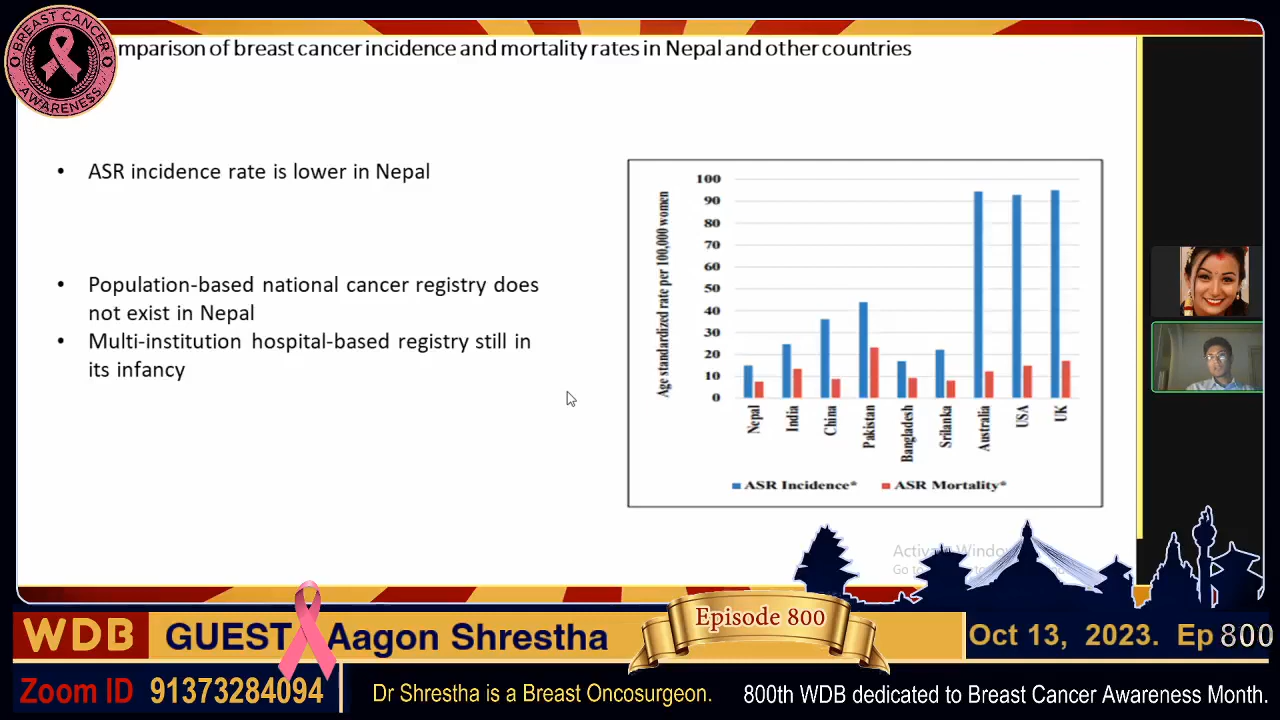 BREAST CANCER
AWARENESS
mparison of breast cancer incidence and mortality rates in Nepal and other countries
• ASR incidence rate is lower in Nepal
• Population-based national cancer registry does
not exist in Nepal
• Multi-institution hospital-based registry still in
its infancy
Age standardized rate per 100,000 women
100
90
80
70
60
50
40
30
20
10
0
Nepal
India
China
Pakistan
Bangladesh
Srilanka
Australia
USA
UK
ASR Incidence*
ASR Mortality*
Activa Windo
Go to
WDB
GUEST
Aagon Shrestha
Episode 800
Oct 13, 2023. Ep 800
Zoom ID 91373284094
Dr Shrestha is a Breast Oncosurgeon.
800th WDB dedicated to Breast Cancer Awareness Month.